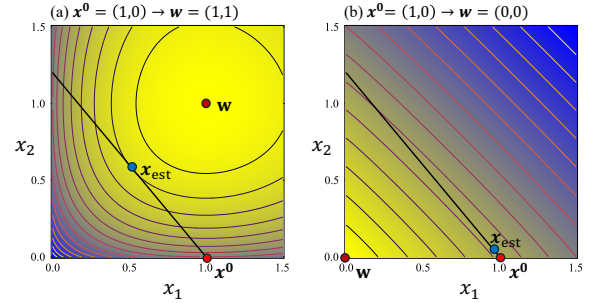 (a) x⁰ = (1,0) → w = (1,1)
1.5
1.0
0.5
0.0
x₂
w
xest
x⁰
0.0
0.5
1.0
1.5
x₁
(b) x⁰= (1,0) → w = (0,0)
1.5
1.0
0.5
0.0
x₂
xest
w
x⁰
0.0
0.5
1.0
1.5
x₁